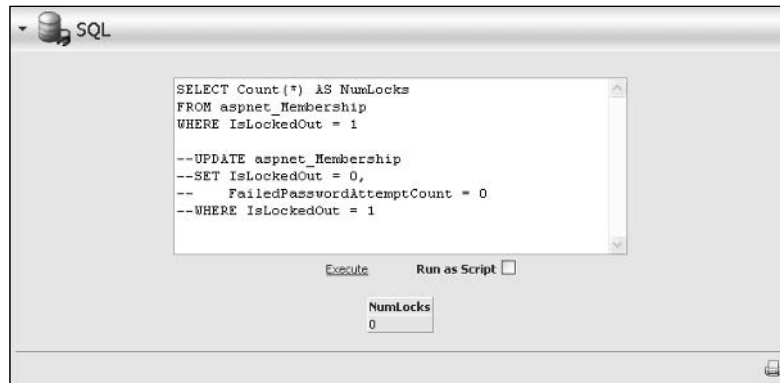 SQL
SELECT Count(*) AS NumLocks
FROM aspnet_Membership
WHERE IsLockedOut = 1
--UPDATE aspnet_Membership
--SET IsLockedOut = 0,
--    FailedPasswordAttemptCount = 0
--WHERE IsLockedOut = 1
Execute Run as Script
NumLocks
0